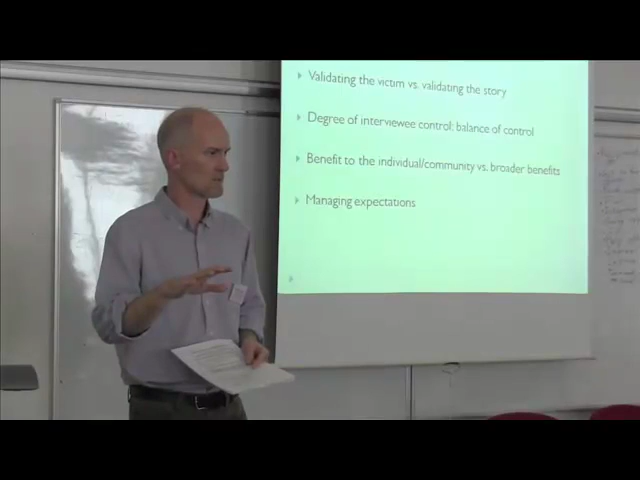 Validating the victim vs. validating the story
Degree of interviewee control: balance of control
Benefit to the individual/community vs. broader benefits
Managing expectations